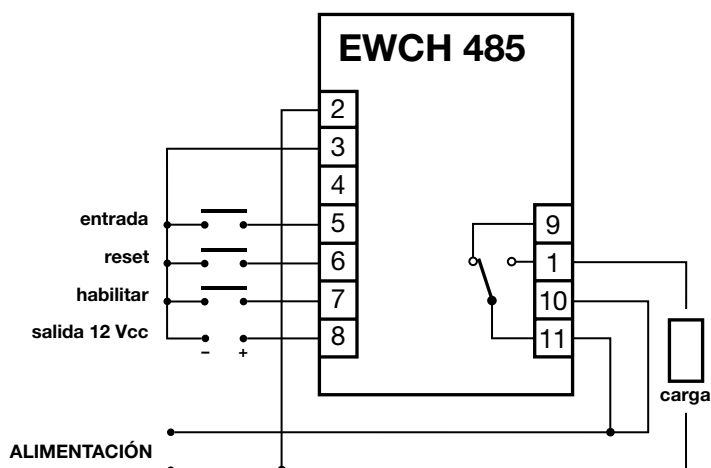 EWCH 485
2
3
4
entrada 5 9
reset 6 1
habilitar 7 10
salida 12 Vcc 8 11
– +
carga
ALIMENTACIÓN